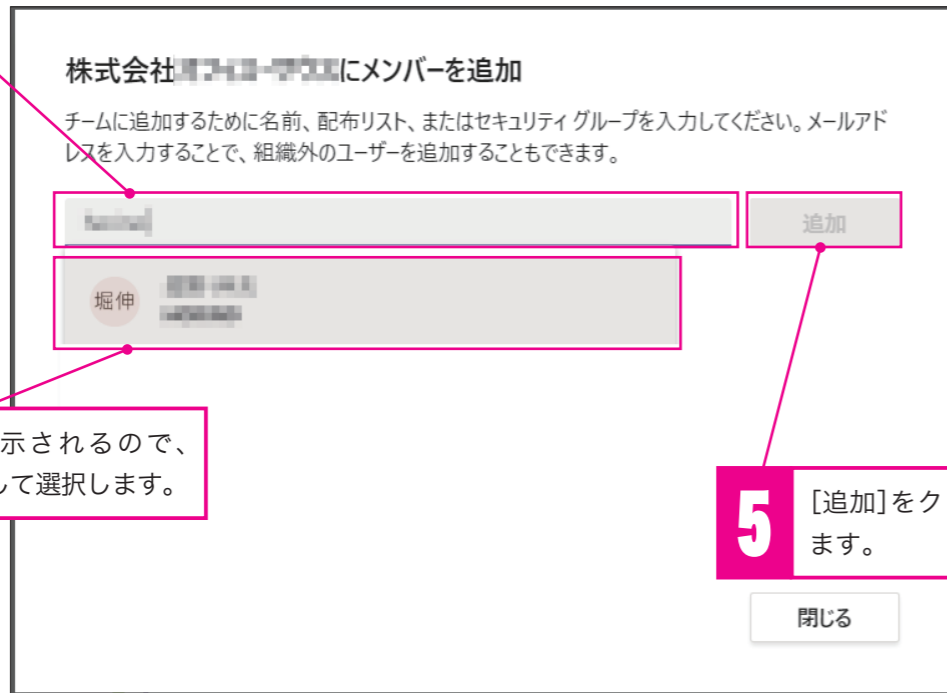 株式会社 にメンバーを追加
チームに追加するために名前、配布リスト、またはセキュリティ グループを入力してください。メールアド
レスを入力することで、組織外のユーザーを追加することもできます。
追加
堀伸
示されるので、
して選択します。
5
[追加]をク
ます。
閉じる